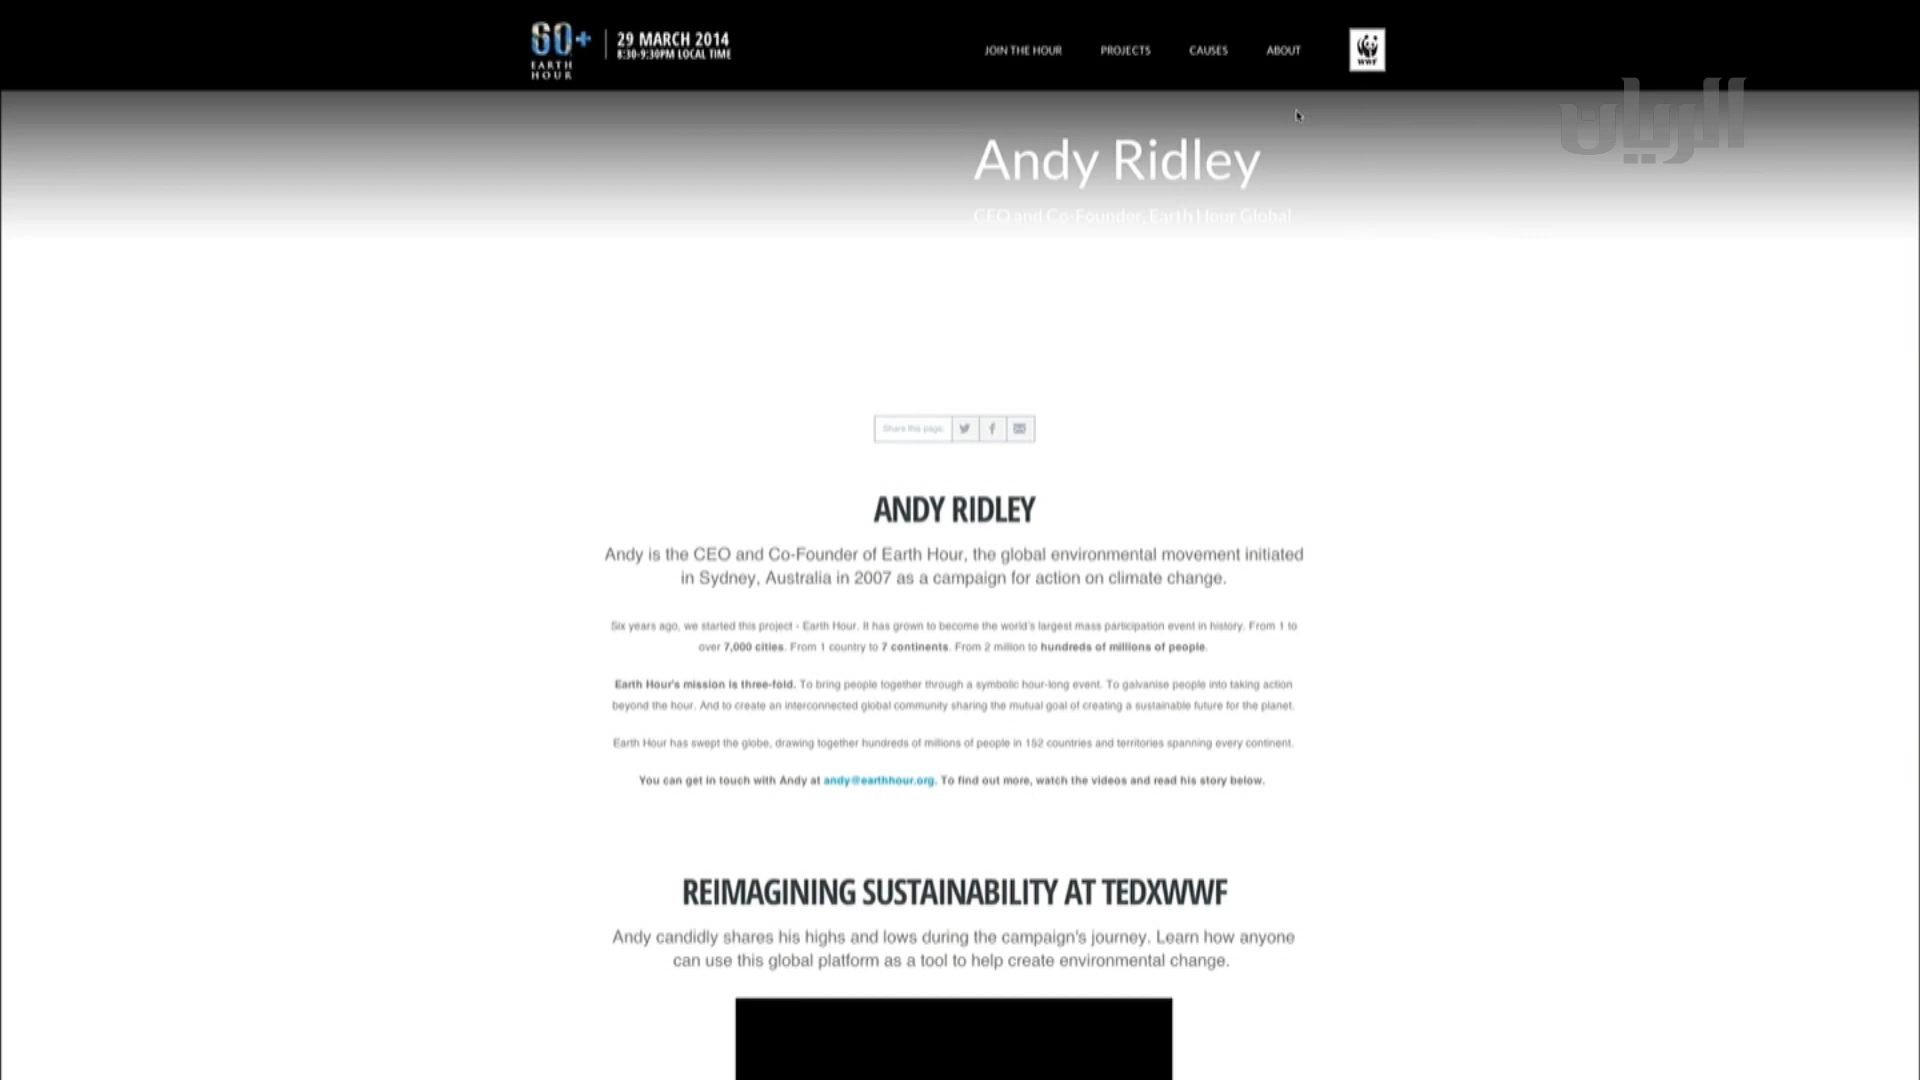 60+
EARTH
HOUR
29 MARCH 2014
8:30-9:30PM LOCAL TIME
JOIN THE HOUR
PROJECTS
CAUSES
ABOUT
WWF
الريان
Andy Ridley
CEO and Co-Founder, Earth Hour Global
Share this page:
ANDY RIDLEY
Andy is the CEO and Co-Founder of Earth Hour, the global environmental movement initiated
in Sydney, Australia in 2007 as a campaign for action on climate change.
Six years ago, we started this project - Earth Hour. It has grown to become the world's largest mass participation event in history. From 1 to
over 7,000 cities. From 1 country to 7 continents. From 2 million to hundreds of millions of people.
Earth Hour's mission is three-fold. To bring people together through a symbolic hour-long event. To galvanise people into taking action
beyond the hour. And to create an interconnected global community sharing the mutual goal of creating a sustainable future for the planet.
Earth Hour has swept the globe, drawing together hundreds of millions of people in 152 countries and territories spanning every continent.
You can get in touch with Andy at andy@earthhour.org. To find out more, watch the videos and read his story below.
REIMAGINING SUSTAINABILITY AT TEDXWWF
Andy candidly shares his highs and lows during the campaign's journey. Learn how anyone
can use this global platform as a tool to help create environmental change.